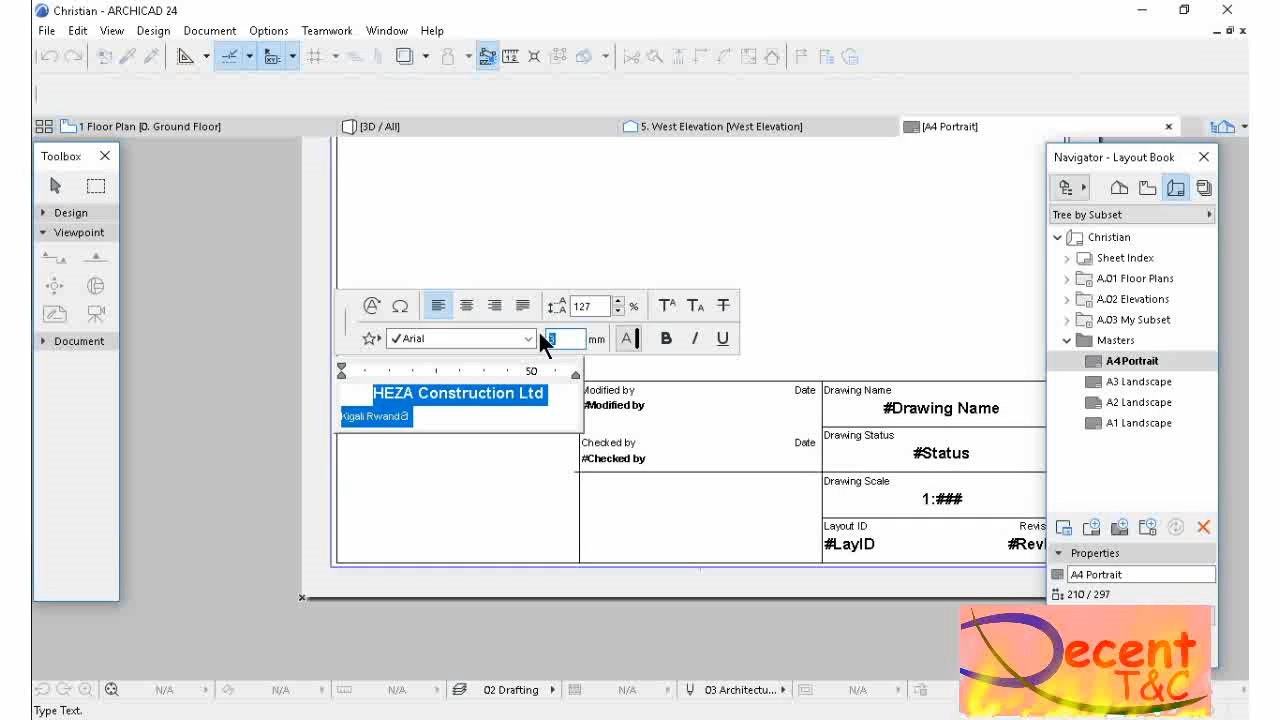 Christian - ARCHICAD 24
File Edit View Design Document Options Teamwork Window Help
1 Floor Plan [0. Ground Floor]
[3D / All]
5. West Elevation [West Elevation]
[A4 Portrait]
Toolbox
Design
Viewpoint
Document
127 %
Arial
3 mm
B I U
50
HEZA Construction Ltd
Kigali Rwanda
Modified by Date
#Modified by
Checked by Date
#Checked by
Drawing Name
#Drawing Name
Drawing Status
#Status
Drawing Scale
1:###
Layout ID Revis
#LayID #RevI
Navigator - Layout Book
Tree by Subset
Christian
Sheet Index
A.01 Floor Plans
A.02 Elevations
A.03 My Subset
Masters
A4 Portrait
A3 Landscape
A2 Landscape
A1 Landscape
Properties
A4 Portrait
210 / 297
Decent
T&C
N/A N/A N/A 02 Drafting N/A 03 Architectu... N/A
Type Text.